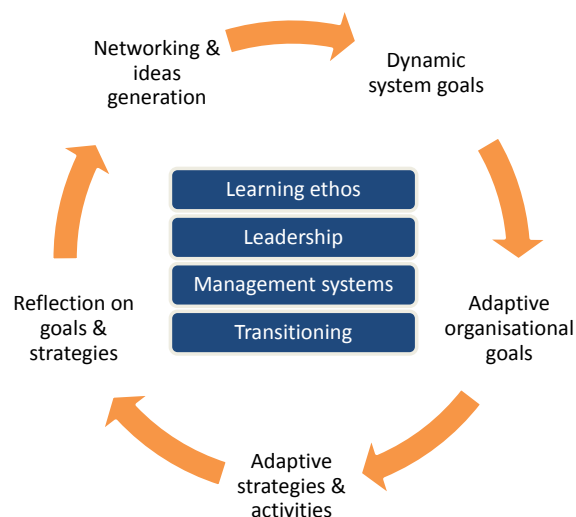 Networking &
ideas
generation
Dynamic
system goals
Learning ethos
Leadership
Management systems
Transitioning
Reflection on
goals &
strategies
Adaptive
organisational
goals
Adaptive
strategies &
activities